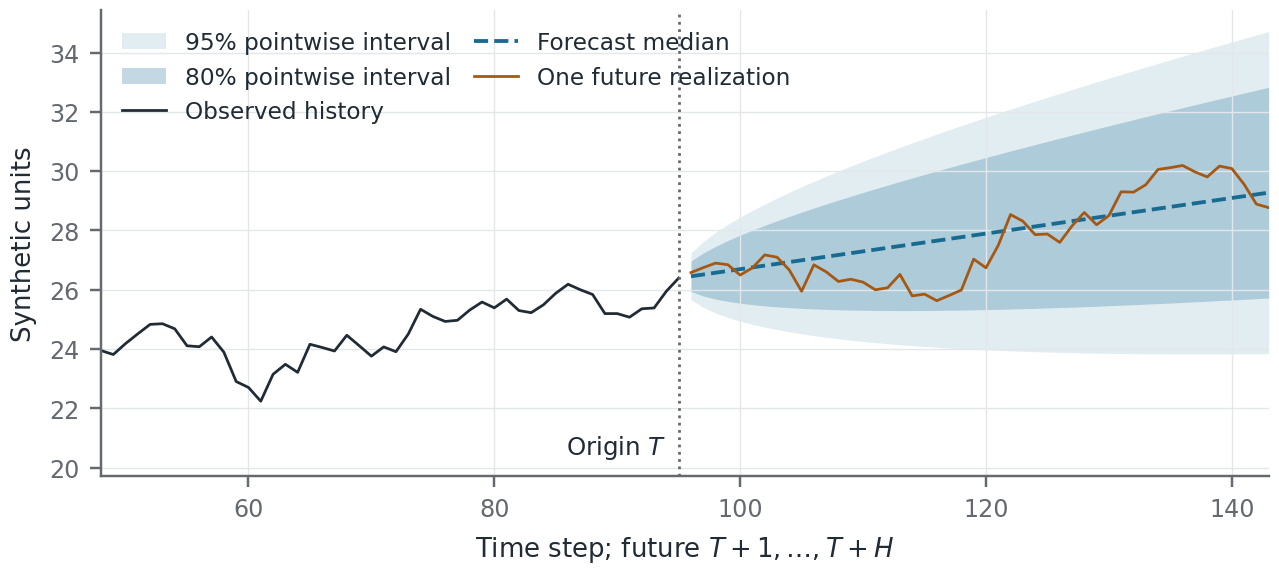 95% pointwise interval
80% pointwise interval
Observed history
Forecast median
One future realization
Synthetic units
34
32
30
28
26
24
22
20
Origin T
60 80 100 120 140
Time step; future T + 1, ..., T + H